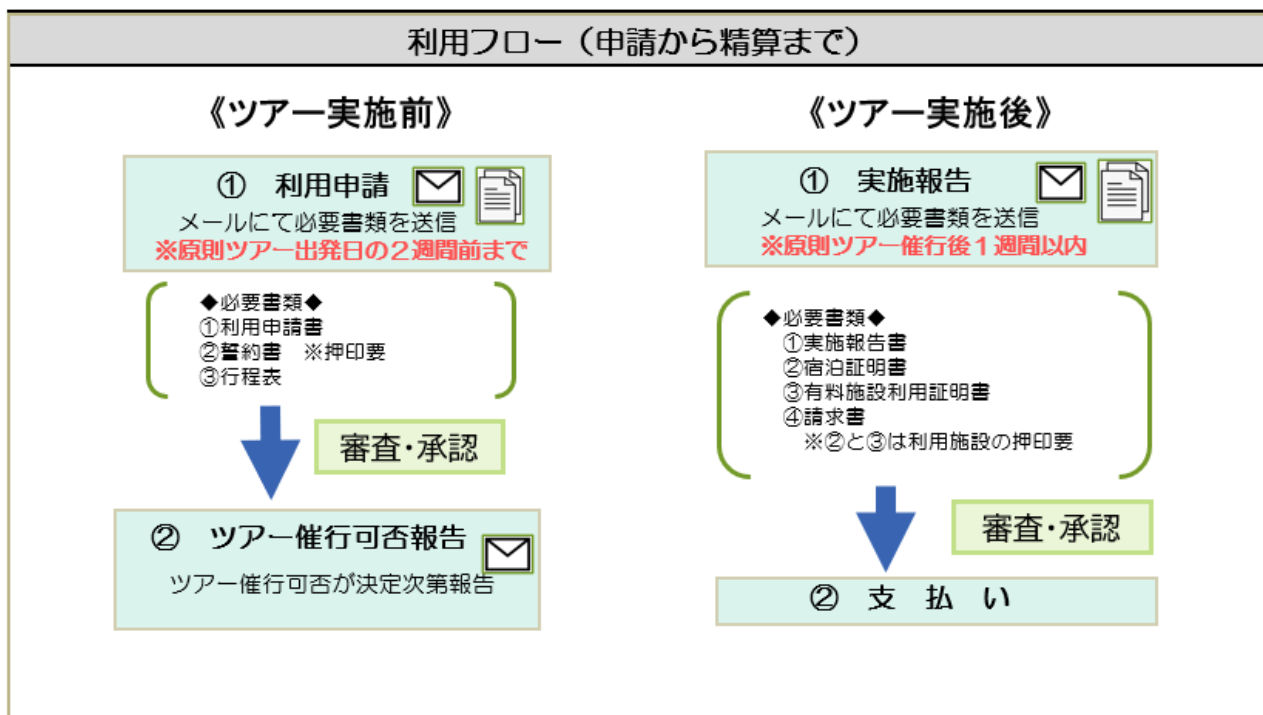 利用フロー（申請から精算まで）
《ツアー実施前》
① 利用申請
メールにて必要書類を送信
※原則ツアー出発日の２週間前まで
◆必要書類◆
①利用申請書
②誓約書　※押印要
③行程表
審査・承認
② ツアー催行可否報告
ツアー催行可否が決定次第報告
《ツアー実施後》
① 実施報告
メールにて必要書類を送信
※原則ツアー催行後１週間以内
◆必要書類◆
①実施報告書
②宿泊証明書
③有料施設利用証明書
④請求書
※②と③は利用施設の押印要
審査・承認
② 支 払 い